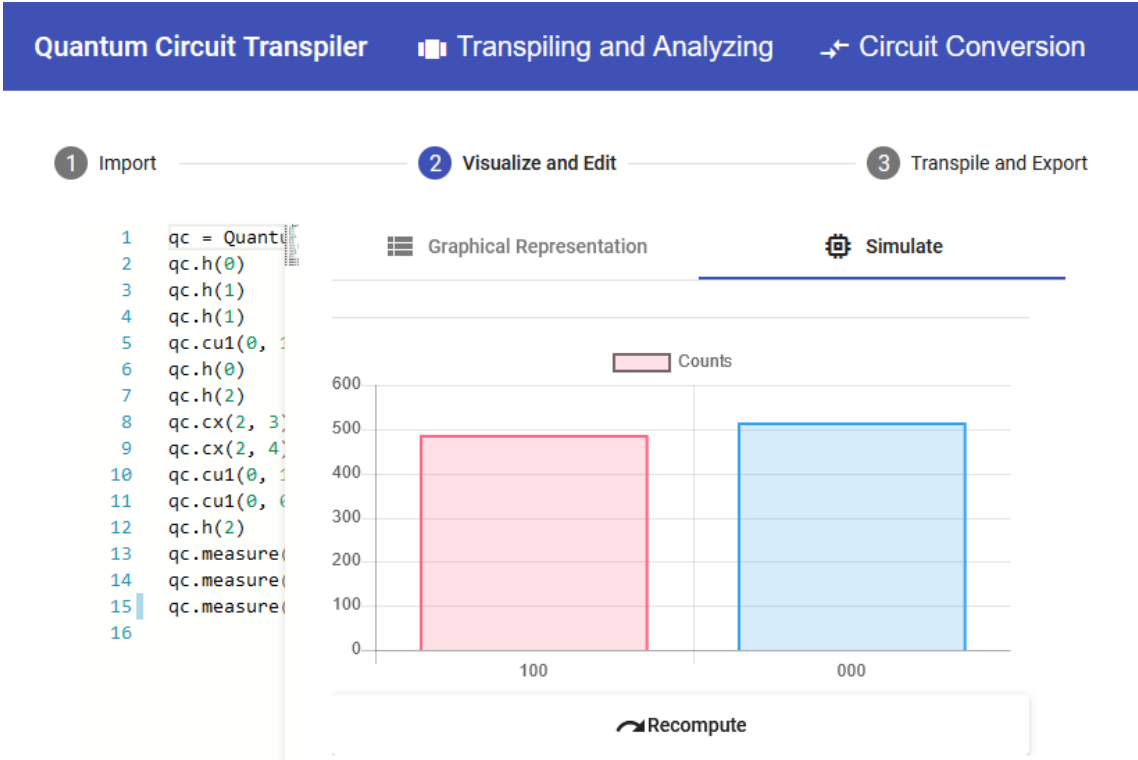 Quantum Circuit Transpiler Transpiling and Analyzing Circuit Conversion
1 Import 2 Visualize and Edit 3 Transpile and Export
1 qc = Quantu
2 qc.h(0)
3 qc.h(1)
4 qc.h(1)
5 qc.cu1(0, 1
6 qc.h(0)
7 qc.h(2)
8 qc.cx(2, 3)
9 qc.cx(2, 4)
10 qc.cu1(0, 1
11 qc.cu1(0, 0
12 qc.h(2)
13 qc.measure(
14 qc.measure(
15 qc.measure(
16
Graphical Representation Simulate
Counts
600
500
400
300
200
100
0
100 000
Recompute